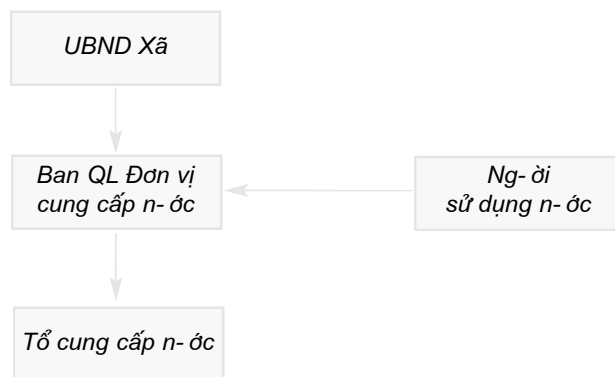 UBND Xã
Ban QL Đơn vị
cung cấp n- ớc
Ng- ời
sử dụng n- ớc
Tổ cung cấp n- ớc